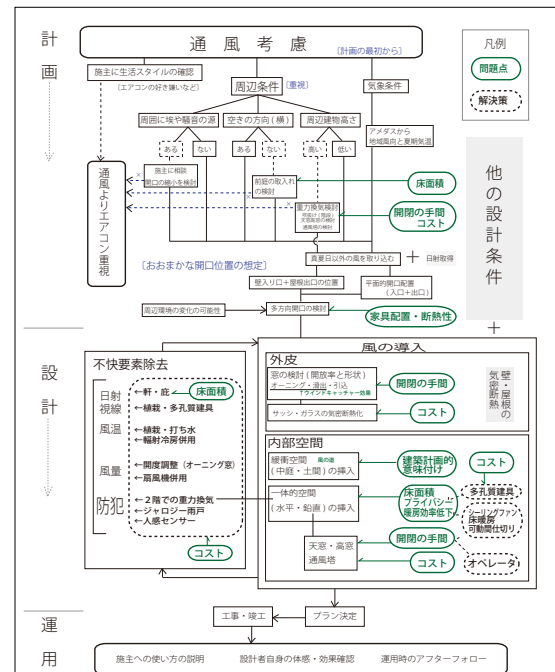 計画
通風考慮
〔計画の最初から〕
凡例
問題点
解決策
施主に生活スタイルの確認
〔エアコンの好き嫌いなど〕
周辺条件
〔重視〕
気象条件
周囲に埃や騒音の源
空きの方向(横)
周辺建物高さ
アメダスから
地域風向と夏期気温
ある
ない
ある
ない
高い
低い
施主に相談
開口の縮小を検討
前庭の取入れ
の検討
床面積
重力換気検討
吹抜け(階段)
天窓高窓の検討
通風塔の検討
開閉の手間
コスト
通風よりエアコン重視
他の設計条件
真夏日以外の風を取り込む
+
日射取得
〔おおまかな開口位置の想定〕
壁入り口+屋根出口の位置
平面的開口配置
(入口+出口)
周辺環境の変化の可能性
多方向開口の検討
家具配置・断熱性
+
設計
不快要素除去
日射
視線
←軒・庇
床面積
←植栽・多孔質建具
風温
←植栽・打ち水
←輻射冷房併用
風量
←開度調整(オーニング窓)
←扇風機併用
防犯
←2階での重力換気
←ジャロジー雨戸
←人感センサー
コスト
風の導入
外皮
窓の検討(開放率と形状)
オーニング・滑出・引込
↑ウインドキャッチャー効果
開閉の手間
サッシ・ガラスの気密断熱化
コスト
壁・屋根の
気密断熱
内部空間
緩衝空間 風の道
(中庭・土間)の挿入
建築計画的
意味付け
コスト
一体的空間
(水平・鉛直)の挿入
床面積
プライバシー
暖房効率低下
多孔質建具
シーリングファン
床暖房
可動間仕切り
天窓・高窓
通風塔
開閉の手間
コスト
オペレータ
運用
工事・竣工
プラン決定
施主への使い方の説明
設計者自身の体感・効果確認
運用時のアフターフォロー